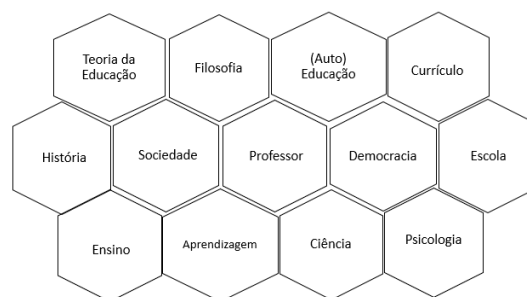 Teoria da
Educação
Filosofia
(Auto)
Educação
Currículo
História
Sociedade
Professor
Democracia
Escola
Ensino
Aprendizagem
Ciência
Psicologia